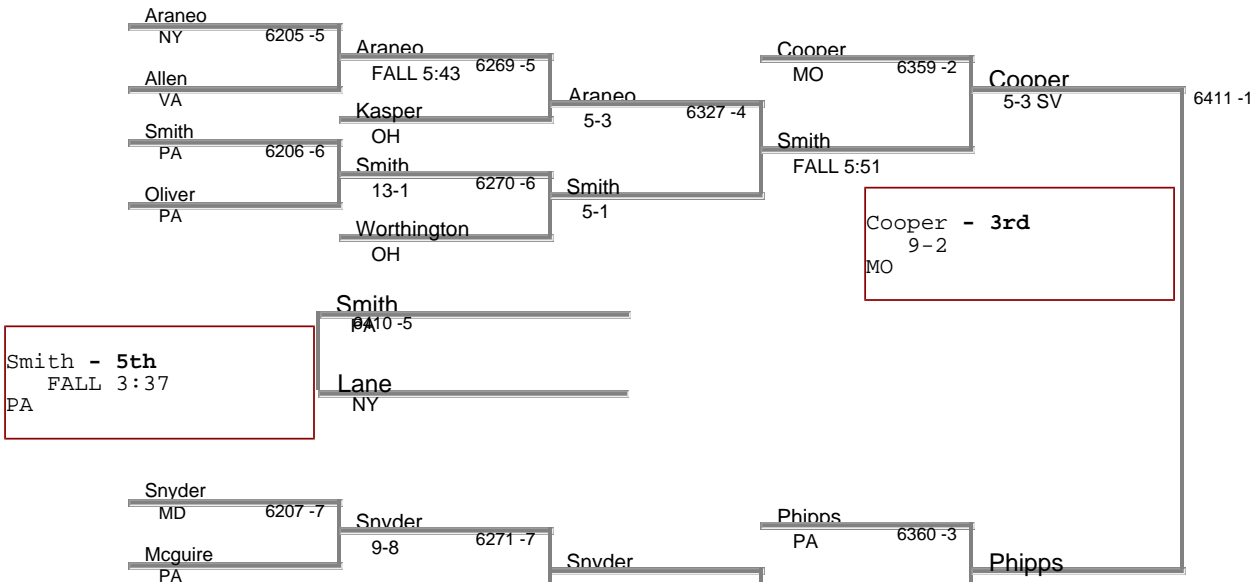 Araneo
NY 6205 -5
Allen
VA
Smith
PA 6206 -6
Oliver
PA
Araneo
FALL 5:43 6269 -5
Kasper
OH
Smith
13-1 6270 -6
Worthington
OH
Araneo
5-3 6327 -4
Smith
5-1
Cooper
MO 6359 -2
Smith
FALL 5:51
Cooper
5-3 SV
6411 -1
Cooper - 3rd
9-2
MO
Smith
PA 6410 -5
Lane
NY
Smith - 5th
FALL 3:37
PA
Snyder
MD 6207 -7
Mcguire
PA
Snyder
9-8 6271 -7
Snyder
Phipps
PA 6360 -3
Phipps